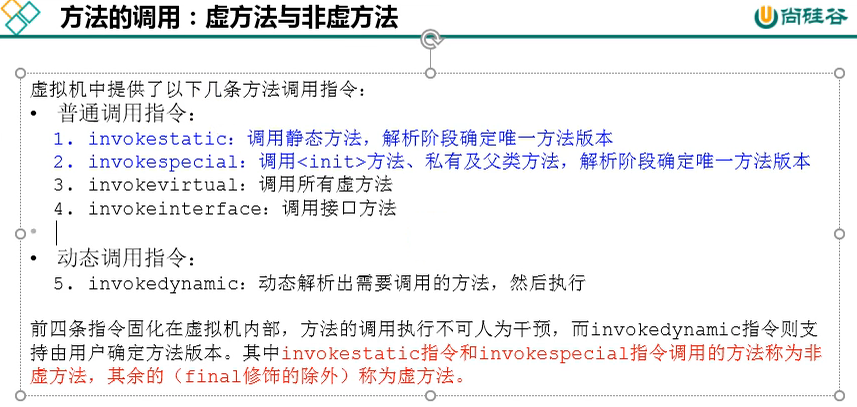 方法的调用：虚方法与非虚方法
尚硅谷
虚拟机中提供了以下几条方法调用指令：
• 普通调用指令：
1. invokestatic：调用静态方法，解析阶段确定唯一方法版本
2. invokespecial：调用<init>方法、私有及父类方法，解析阶段确定唯一方法版本
3. invokevirtual：调用所有虚方法
4. invokeinterface：调用接口方法
• 动态调用指令：
5. invokedynamic：动态解析出需要调用的方法，然后执行
前四条指令固化在虚拟机内部，方法的调用执行不可人为干预，而invokedynamic指令则支
持由用户确定方法版本。其中invokestatic指令和invokespecial指令调用的方法称为非
虚方法，其余的（final修饰的除外）称为虚方法。